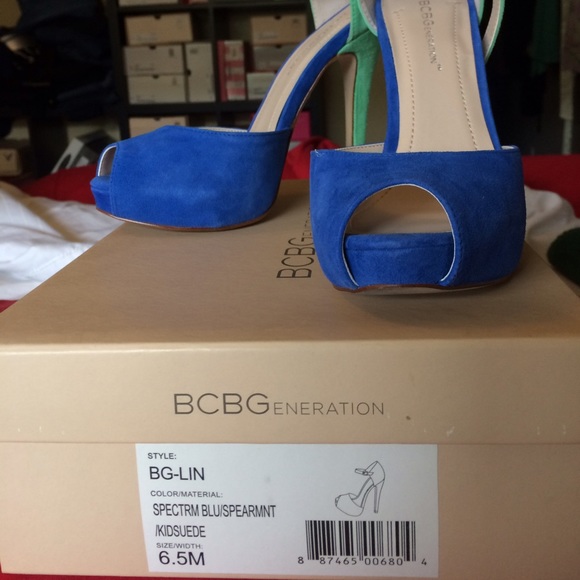 BCBGENERATION™
BCBGENERATION
BCBGENERATION
STYLE:
BG-LIN
COLOR/MATERIAL:
SPECTRM BLU/SPEARMNT
/KIDSUEDE
SIZE/WIDTH:
6.5M
8 87465 00680 4